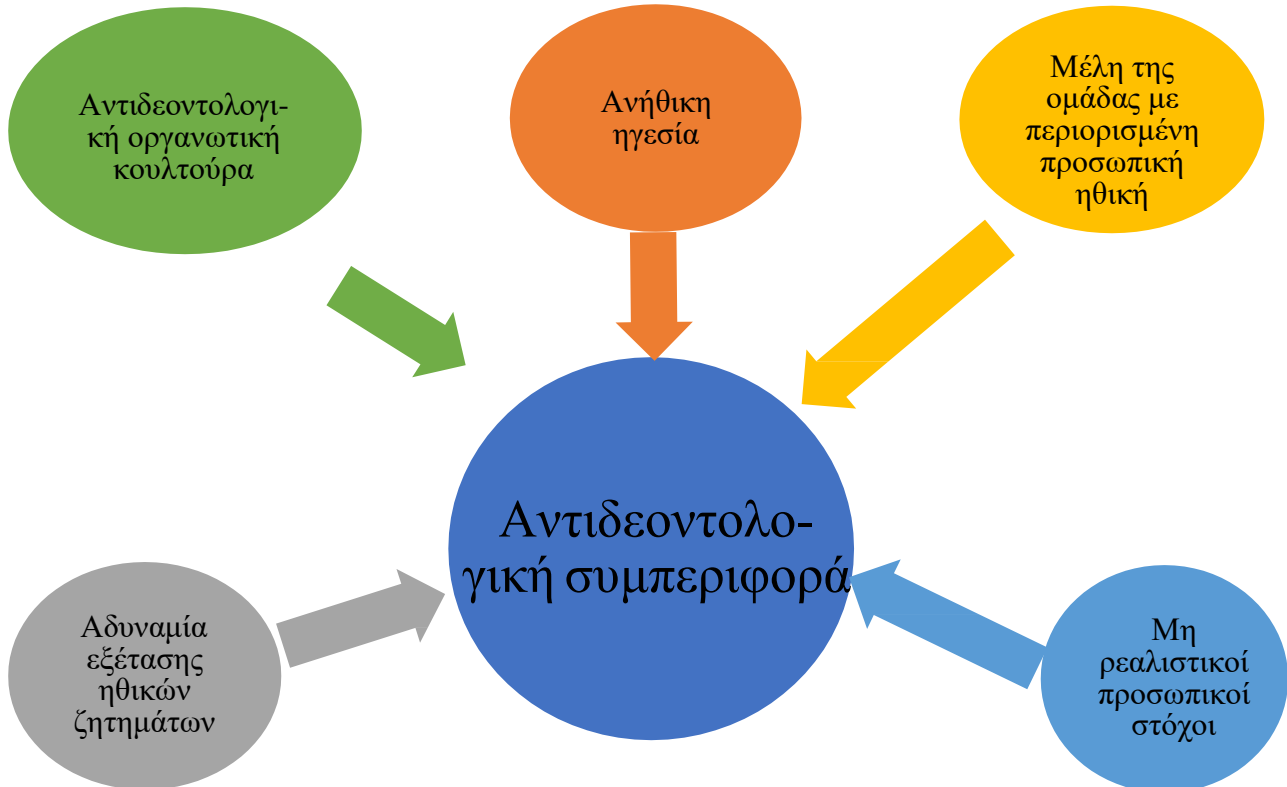 Αντιδεοντολογι-
κή οργανωτική
κουλτούρα
Ανήθικη
ηγεσία
Μέλη της
ομάδας με
περιορισμένη
προσωπική
ηθική
Αντιδεοντολο-
γική συμπεριφορά
Αδυναμία
εξέτασης
ηθικών
ζητημάτων
Μη
ρεαλιστικοί
προσωπικοί
στόχοι